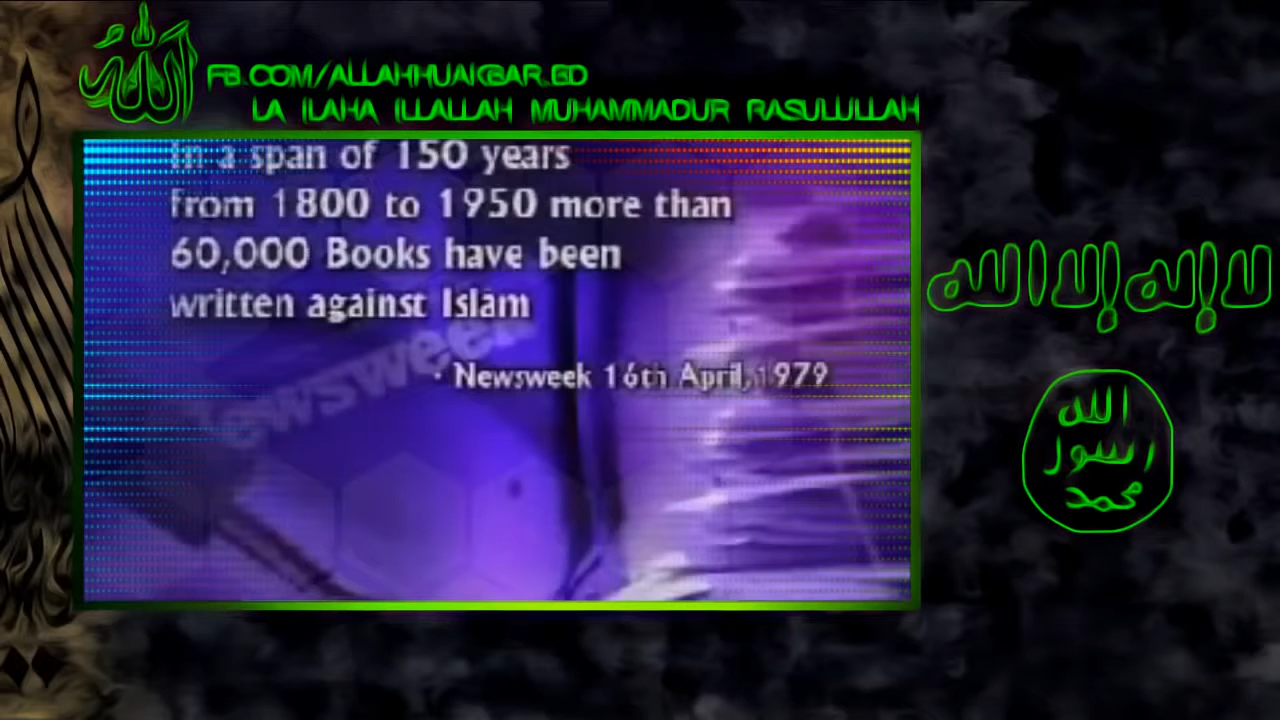 الله
FB.COM/ALLAHHUAKBAR.BD
LA ILAHA ILLALLAH MUHAMMADUR RASULULLAH
In a span of 150 years
from 1800 to 1950 more than
60,000 Books have been
written against Islam
Newsweek
- Newsweek 16th April,1979
لا إله إلا الله
الله
رسول
محمد